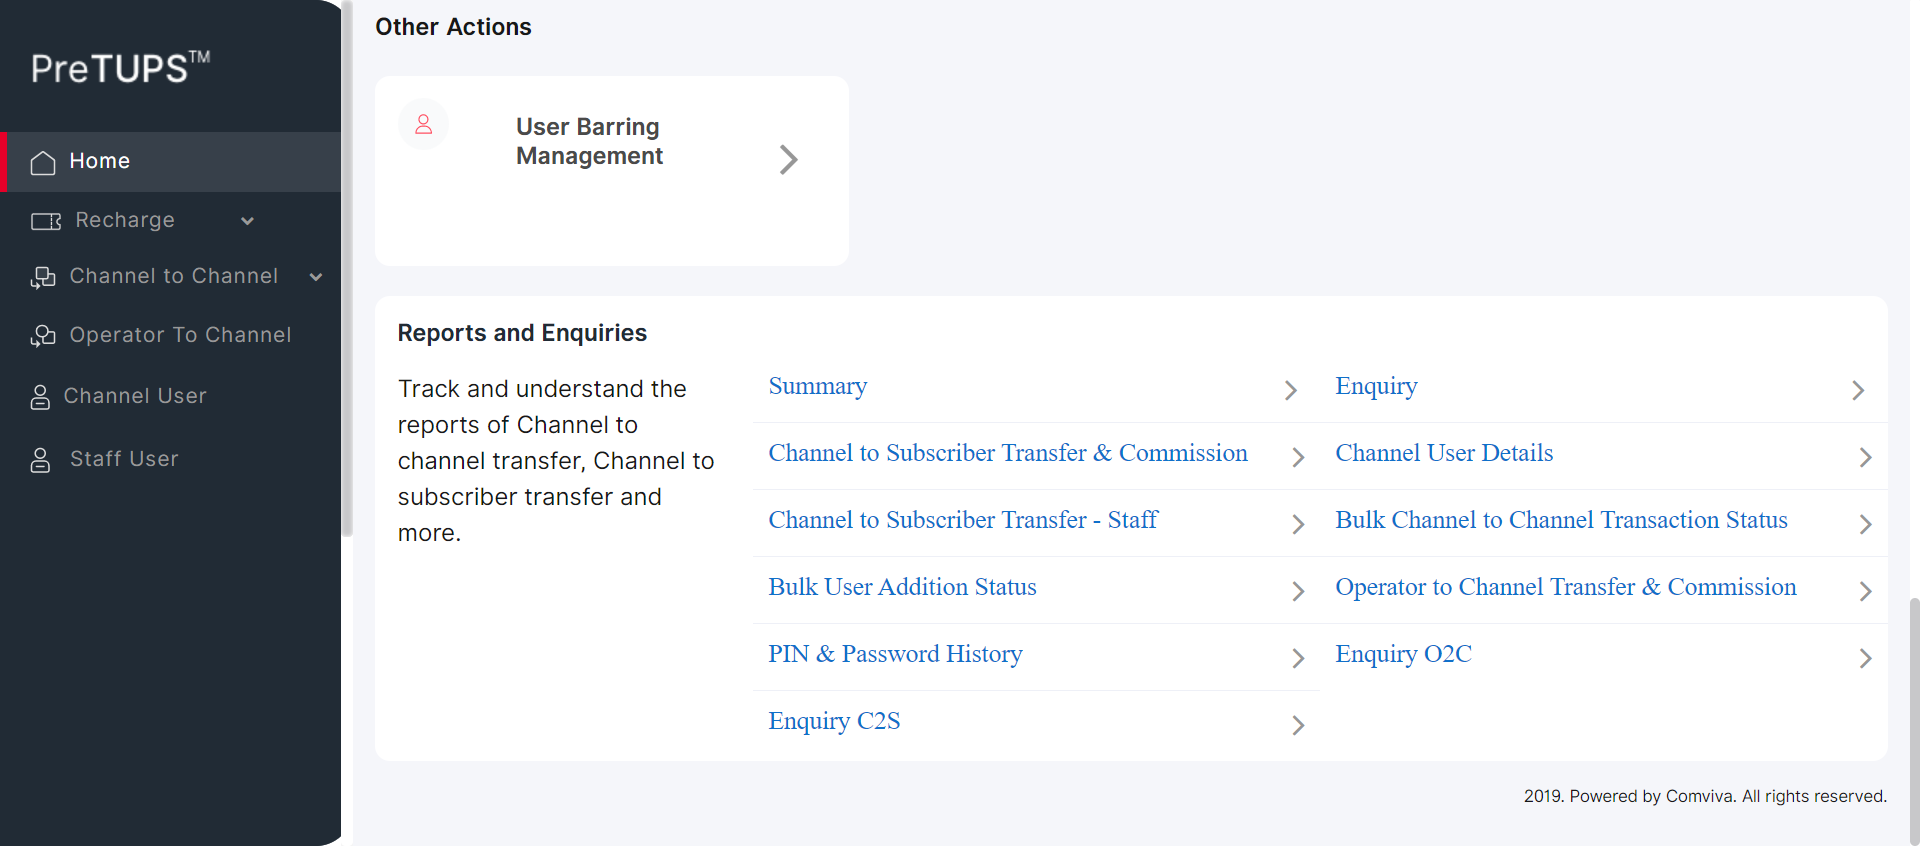 PreTUPS™
Home
Recharge
Channel to Channel
Operator To Channel
Channel User
Staff User
Other Actions
User Barring
Management
Reports and Enquiries
Track and understand the
reports of Channel to
channel transfer, Channel to
subscriber transfer and
more.
Summary
Enquiry
Channel to Subscriber Transfer & Commission
Channel User Details
Channel to Subscriber Transfer - Staff
Bulk Channel to Channel Transaction Status
Bulk User Addition Status
Operator to Channel Transfer & Commission
PIN & Password History
Enquiry O2C
Enquiry C2S
2019. Powered by Comviva. All rights reserved.